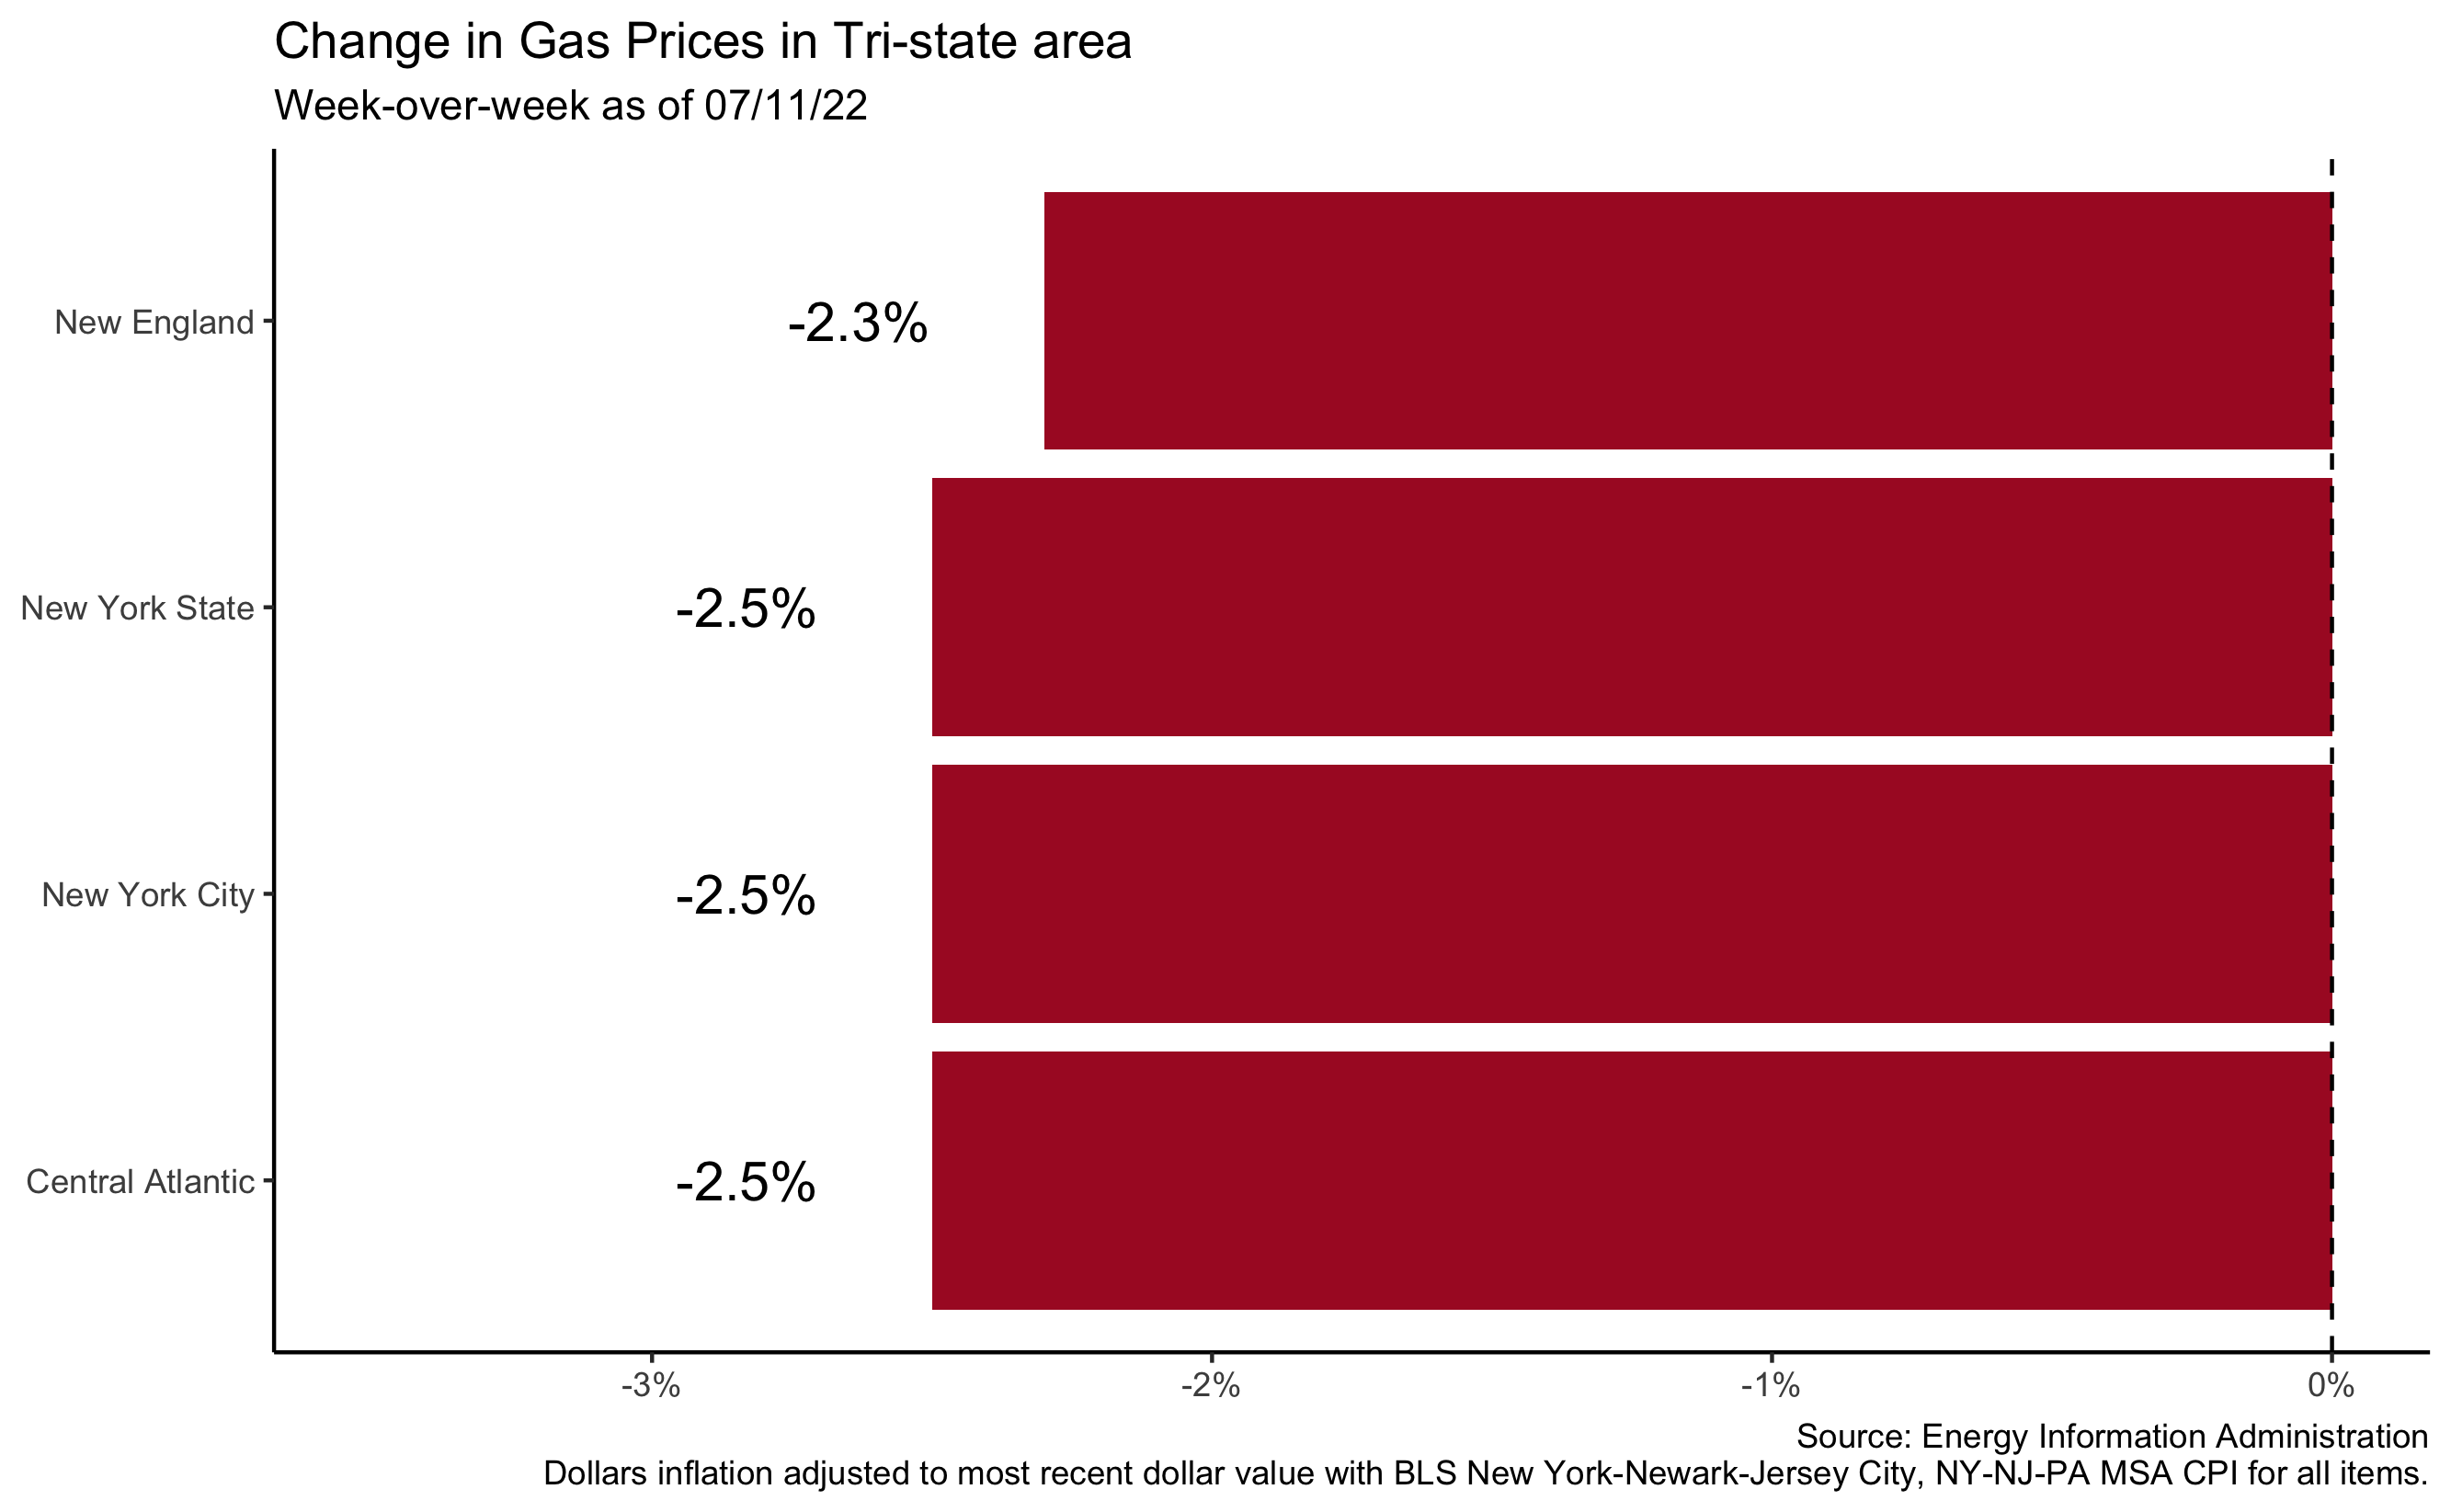 Change in Gas Prices in Tri-state area
Week-over-week as of 07/11/22
New England
-2.3%
New York State
-2.5%
New York City
-2.5%
Central Atlantic
-2.5%
-3%
-2%
-1%
0%
Source: Energy Information Administration
Dollars inflation adjusted to most recent dollar value with BLS New York-Newark-Jersey City, NY-NJ-PA MSA CPI for all items.